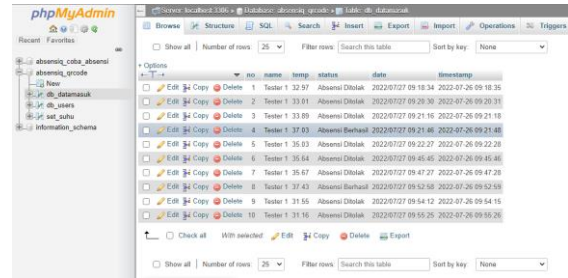 phpMyAdmin
Recent Favorites
absensiq_coba_absensi
absensiq_qrcode
New
db_datamasuk
db_users
set_suhu
information_schema
Server: localhost:3306 » Database: absensiq_qrcode » Table: db_datamasuk
Browse Structure SQL Search Insert Export Import Operations Triggers
Show all Number of rows: 25 Filter rows: Search this table Sort by key: None
+ Options
no name temp status date timestamp
Edit Copy Delete 1 Tester 1 32.97 Absensi Ditolak 2022/07/27 09:18:34 2022-07-26 09:18:35
Edit Copy Delete 2 Tester 1 33.01 Absensi Ditolak 2022/07/27 09:20:30 2022-07-26 09:20:31
Edit Copy Delete 3 Tester 1 33.89 Absensi Ditolak 2022/07/27 09:21:16 2022-07-26 09:21:18
Edit Copy Delete 4 Tester 1 37.03 Absensi Berhasil 2022/07/27 09:21:46 2022-07-26 09:21:48
Edit Copy Delete 5 Tester 1 35.03 Absensi Ditolak 2022/07/27 09:22:27 2022-07-26 09:22:28
Edit Copy Delete 6 Tester 1 35.64 Absensi Ditolak 2022/07/27 09:45:45 2022-07-26 09:45:46
Edit Copy Delete 7 Tester 1 35.67 Absensi Ditolak 2022/07/27 09:47:27 2022-07-26 09:47:28
Edit Copy Delete 8 Tester 1 37.43 Absensi Berhasil 2022/07/27 09:52:58 2022-07-26 09:52:59
Edit Copy Delete 9 Tester 1 31.55 Absensi Ditolak 2022/07/27 09:54:12 2022-07-26 09:54:15
Edit Copy Delete 10 Tester 1 31.16 Absensi Ditolak 2022/07/27 09:55:25 2022-07-26 09:55:26
Check all With selected: Edit Copy Delete Export
Show all Number of rows: 25 Filter rows: Search this table Sort by key: None